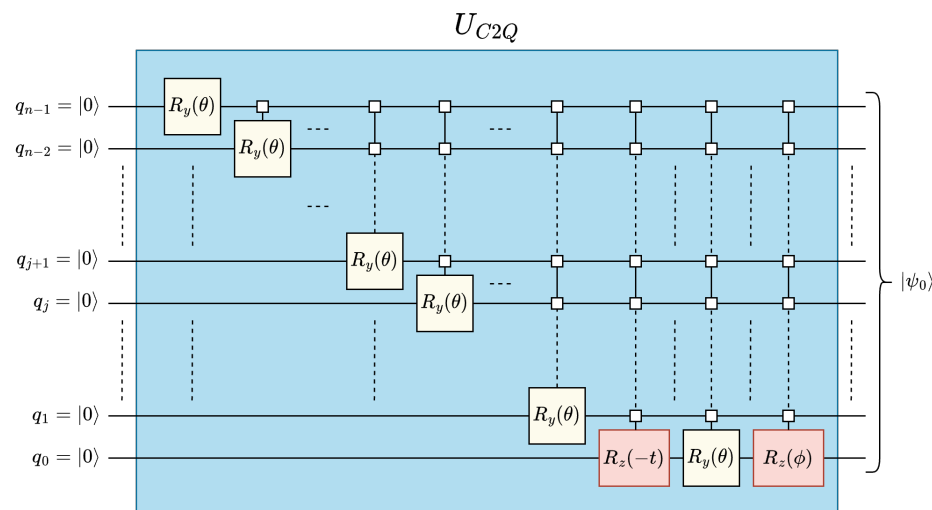 U_{C2Q}
q_{n-1} = |0⟩ R_y(θ)
q_{n-2} = |0⟩ R_y(θ)
q_{j+1} = |0⟩ R_y(θ)
q_j = |0⟩ R_y(θ)
|ψ_0⟩
q_1 = |0⟩ R_y(θ)
q_0 = |0⟩ R_z(-t) R_y(θ) R_z(ϕ)